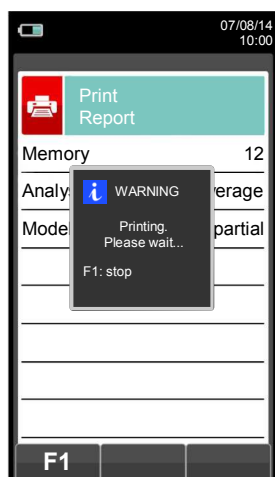 07/08/14
10:00
Print
Report
Memory 12
Analy verage
Mode partial
i WARNING
Printing.
Please wait...
F1: stop
F1